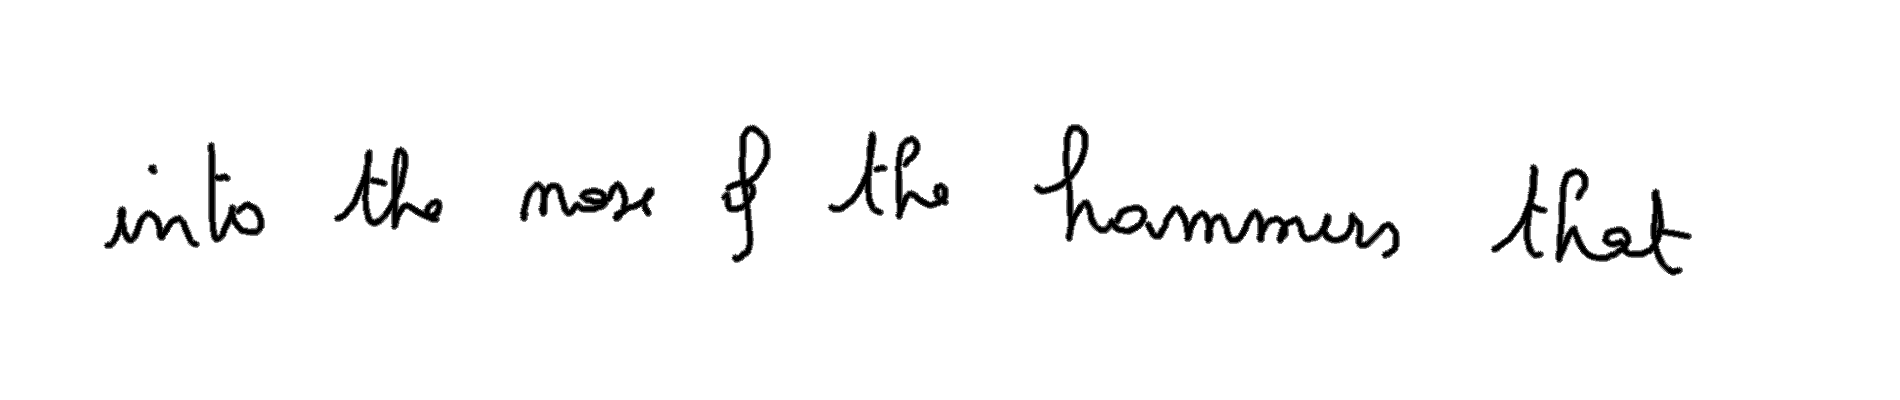 into the nose of the hammers that